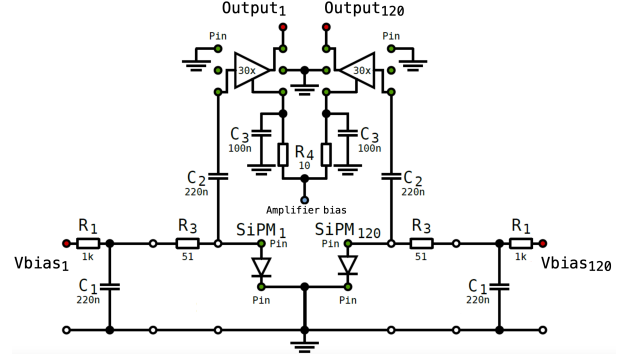 Output1 Output120
Pin Pin
30x 30x
C3 C3
100n 100n
R4
10
C2 C2
220n 220n
Amplifier bias
R1 R3 SiPM1 SiPM120 R3 R1
Pin Pin
1k 51 51 1k
Vbias1 Vbias120
C1 C1
220n 220n
Pin Pin